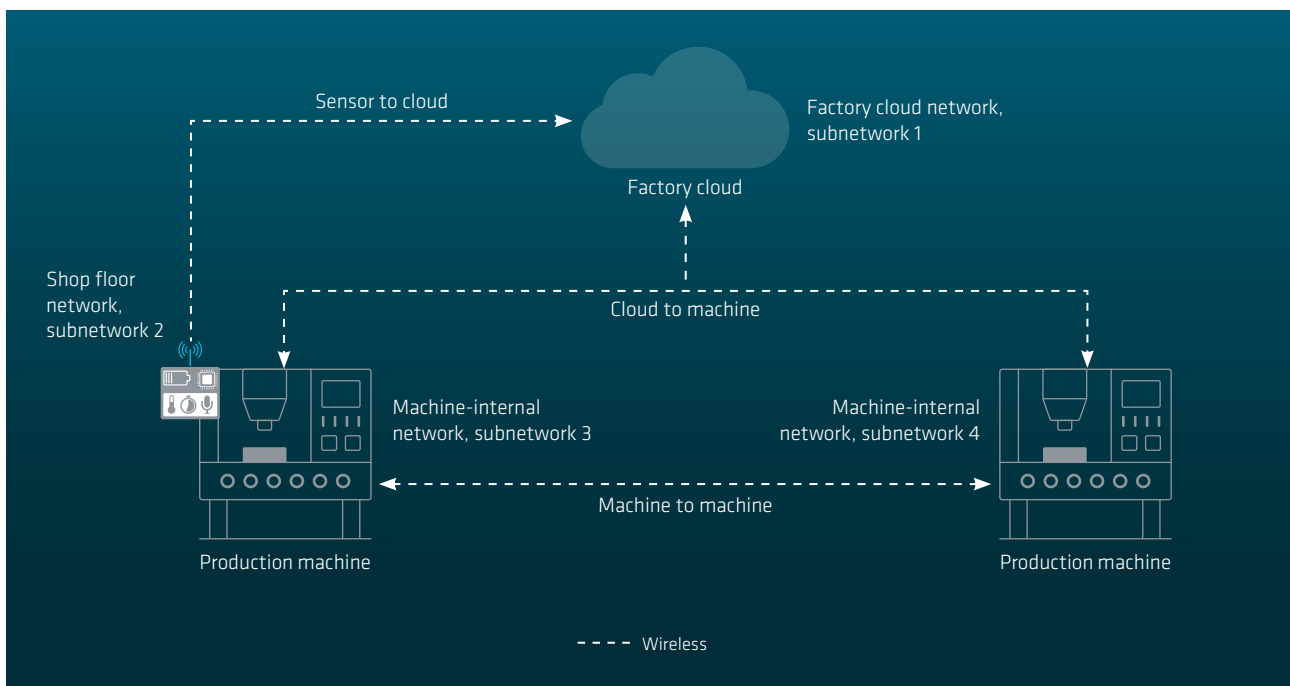 Sensor to cloud
Factory cloud network,
subnetwork 1
Factory cloud
Shop floor
network,
subnetwork 2
Cloud to machine
Machine-internal
network, subnetwork 3
Machine-internal
network, subnetwork 4
Machine to machine
Production machine
Production machine
Wireless